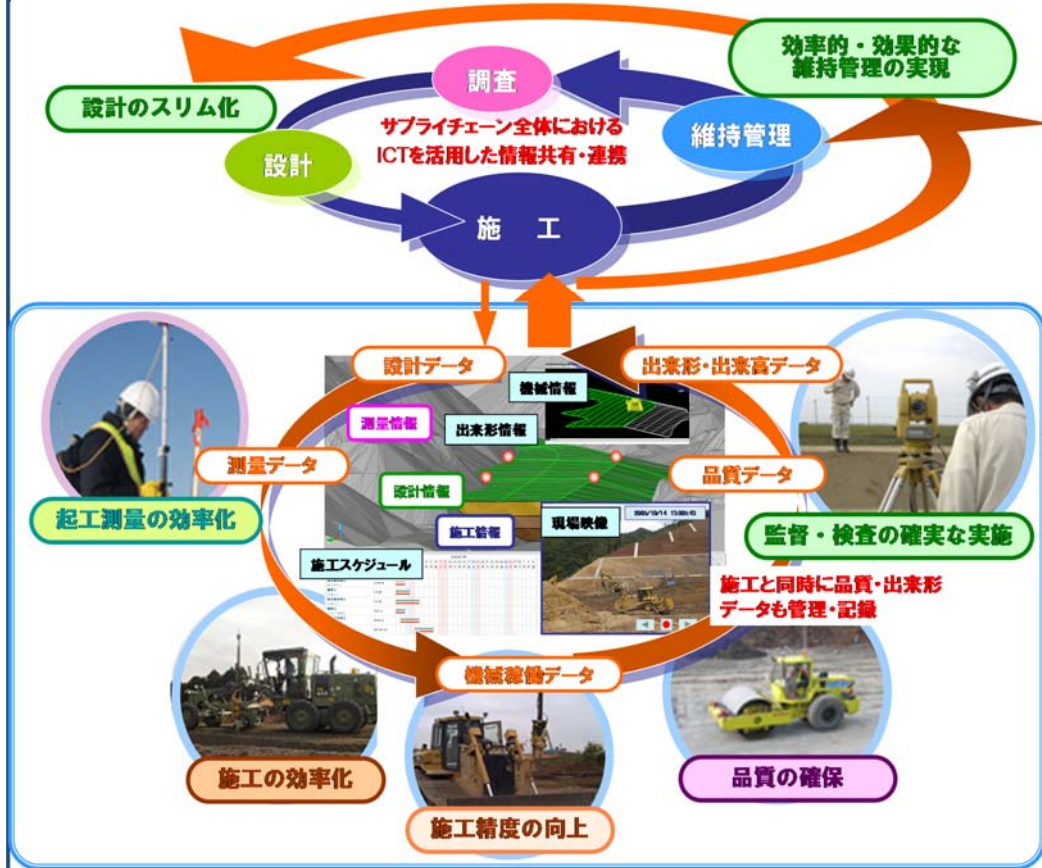 効率的・効果的な
維持管理の実現
調査
設計のスリム化
サプライチェーン全体における
ICTを活用した情報共有・連携
維持管理
設計
施 工
設計データ
出来形・出来高データ
機械情報
測量情報
出来形情報
測量データ
品質データ
設計情報
起工測量の効率化
施工情報
現場映像
監督・検査の確実な実施
施工スケジュール
施工と同時に品質・出来形
データも管理・記録
機械稼働データ
施工の効率化
品質の確保
施工精度の向上